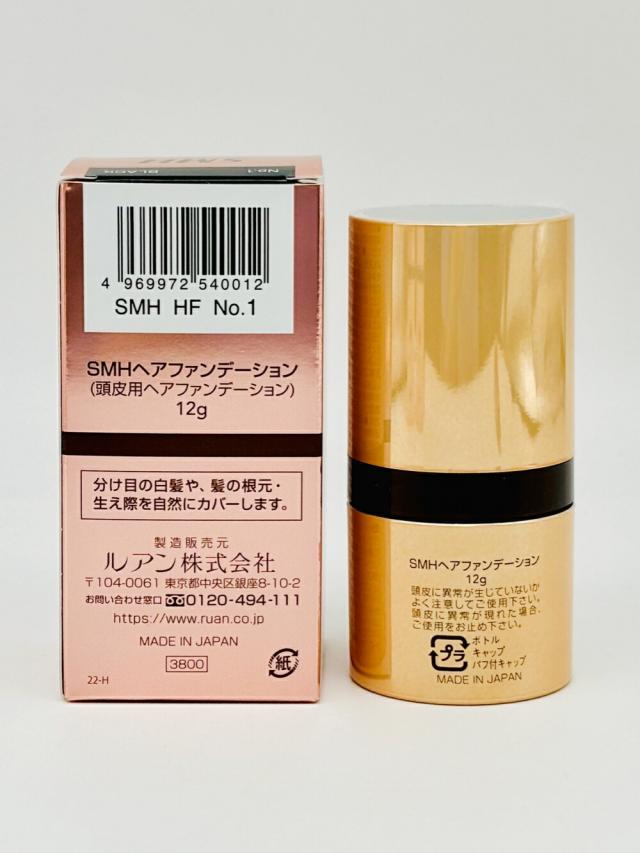 SMH
No.1
BLACK
4 969972 540012
SMH HF No.1
SMHヘアファンデーション
(頭皮用ヘアファンデーション)
12g
分け目の白髪や、髪の根元・
生え際を自然にカバーします。
製造販売元
ルアン株式会社
〒104-0061 東京都中央区銀座8-10-2
お問い合わせ窓口 0120-494-111
https://www.ruan.co.jp
MADE IN JAPAN
3800
紙
22-H
SMHヘアファンデーション
12g
頭皮に異常が生じていないか
よく注意してご使用下さい。
頭皮に異常が現れた場合、
ご使用をお止め下さい。
プラ
ボトル
キャップ
パフ付キャップ
MADE IN JAPAN